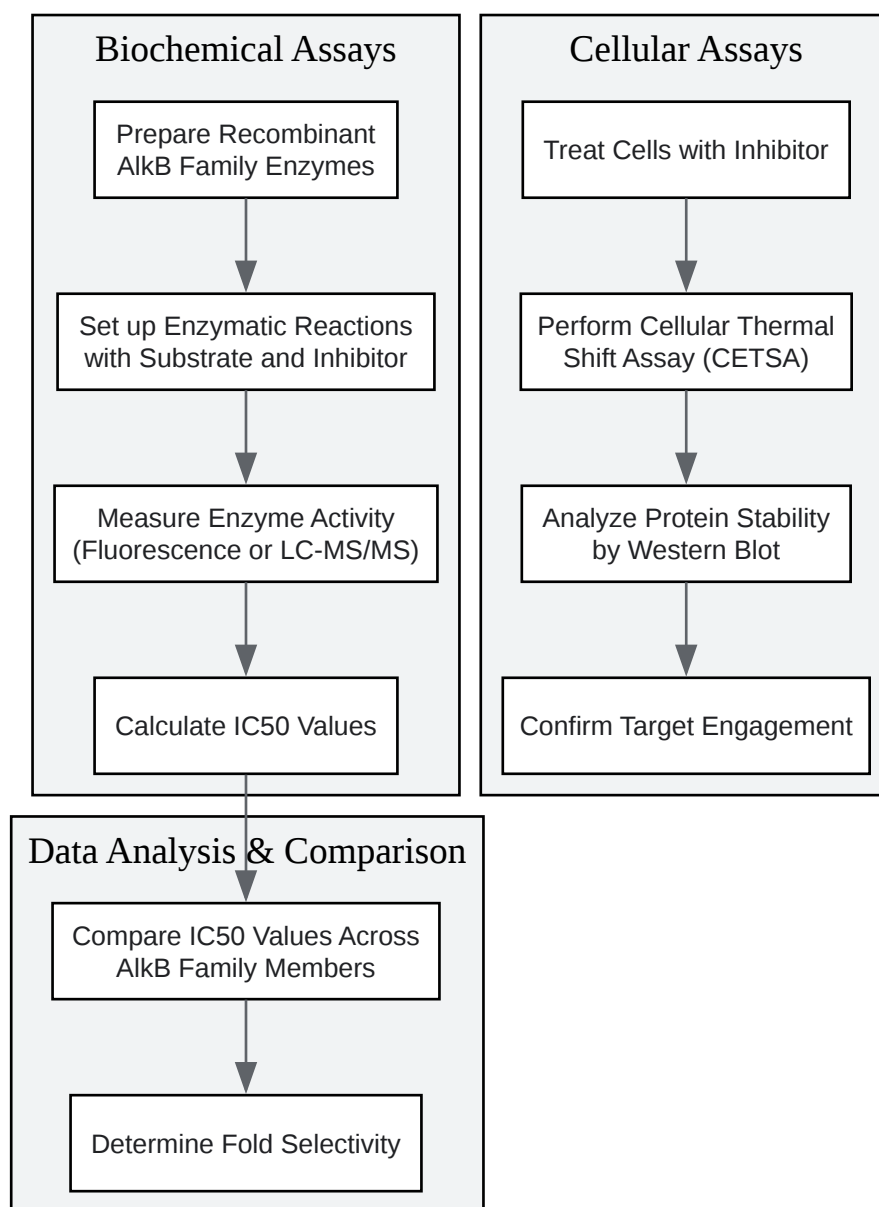 Biochemical Assays
Prepare Recombinant
AlkB Family Enzymes
Set up Enzymatic Reactions
with Substrate and Inhibitor
Measure Enzyme Activity
(Fluorescence or LC-MS/MS)
Calculate IC50 Values
Cellular Assays
Treat Cells with Inhibitor
Perform Cellular Thermal
Shift Assay (CETSA)
Analyze Protein Stability
by Western Blot
Confirm Target Engagement
Data Analysis & Comparison
Compare IC50 Values Across
AlkB Family Members
Determine Fold Selectivity